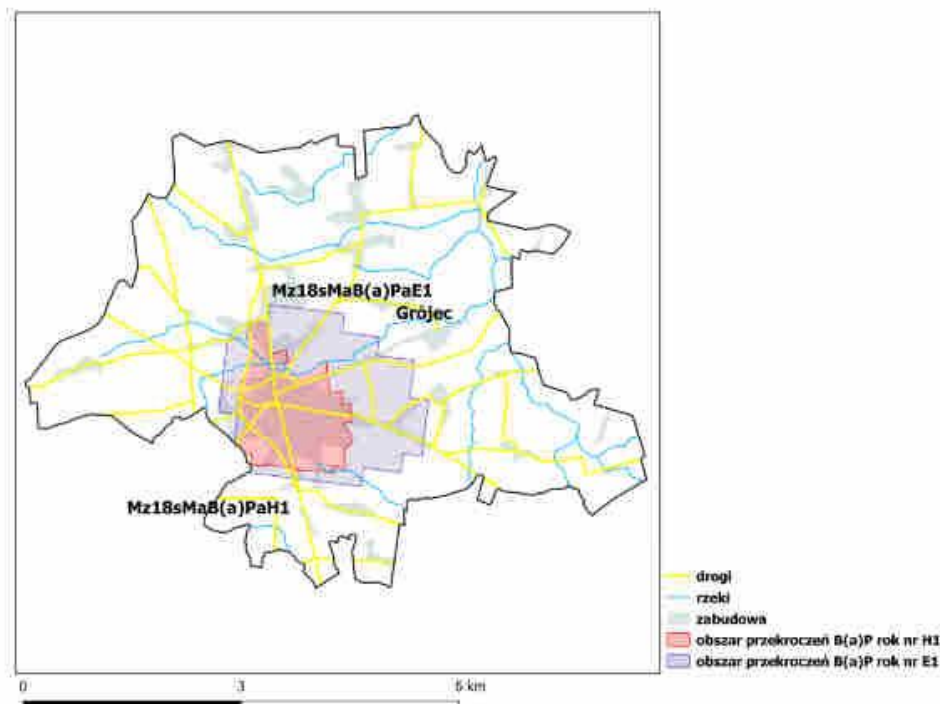 Mz18sMaB(a)PaE1
Grójec
Mz18sMaB(a)PaH1
drogi
rzeki
zabudowa
obszar przekroczeń B(a)P rok nr H1
obszar przekroczeń B(a)P rok nr E1
0 3 6 km